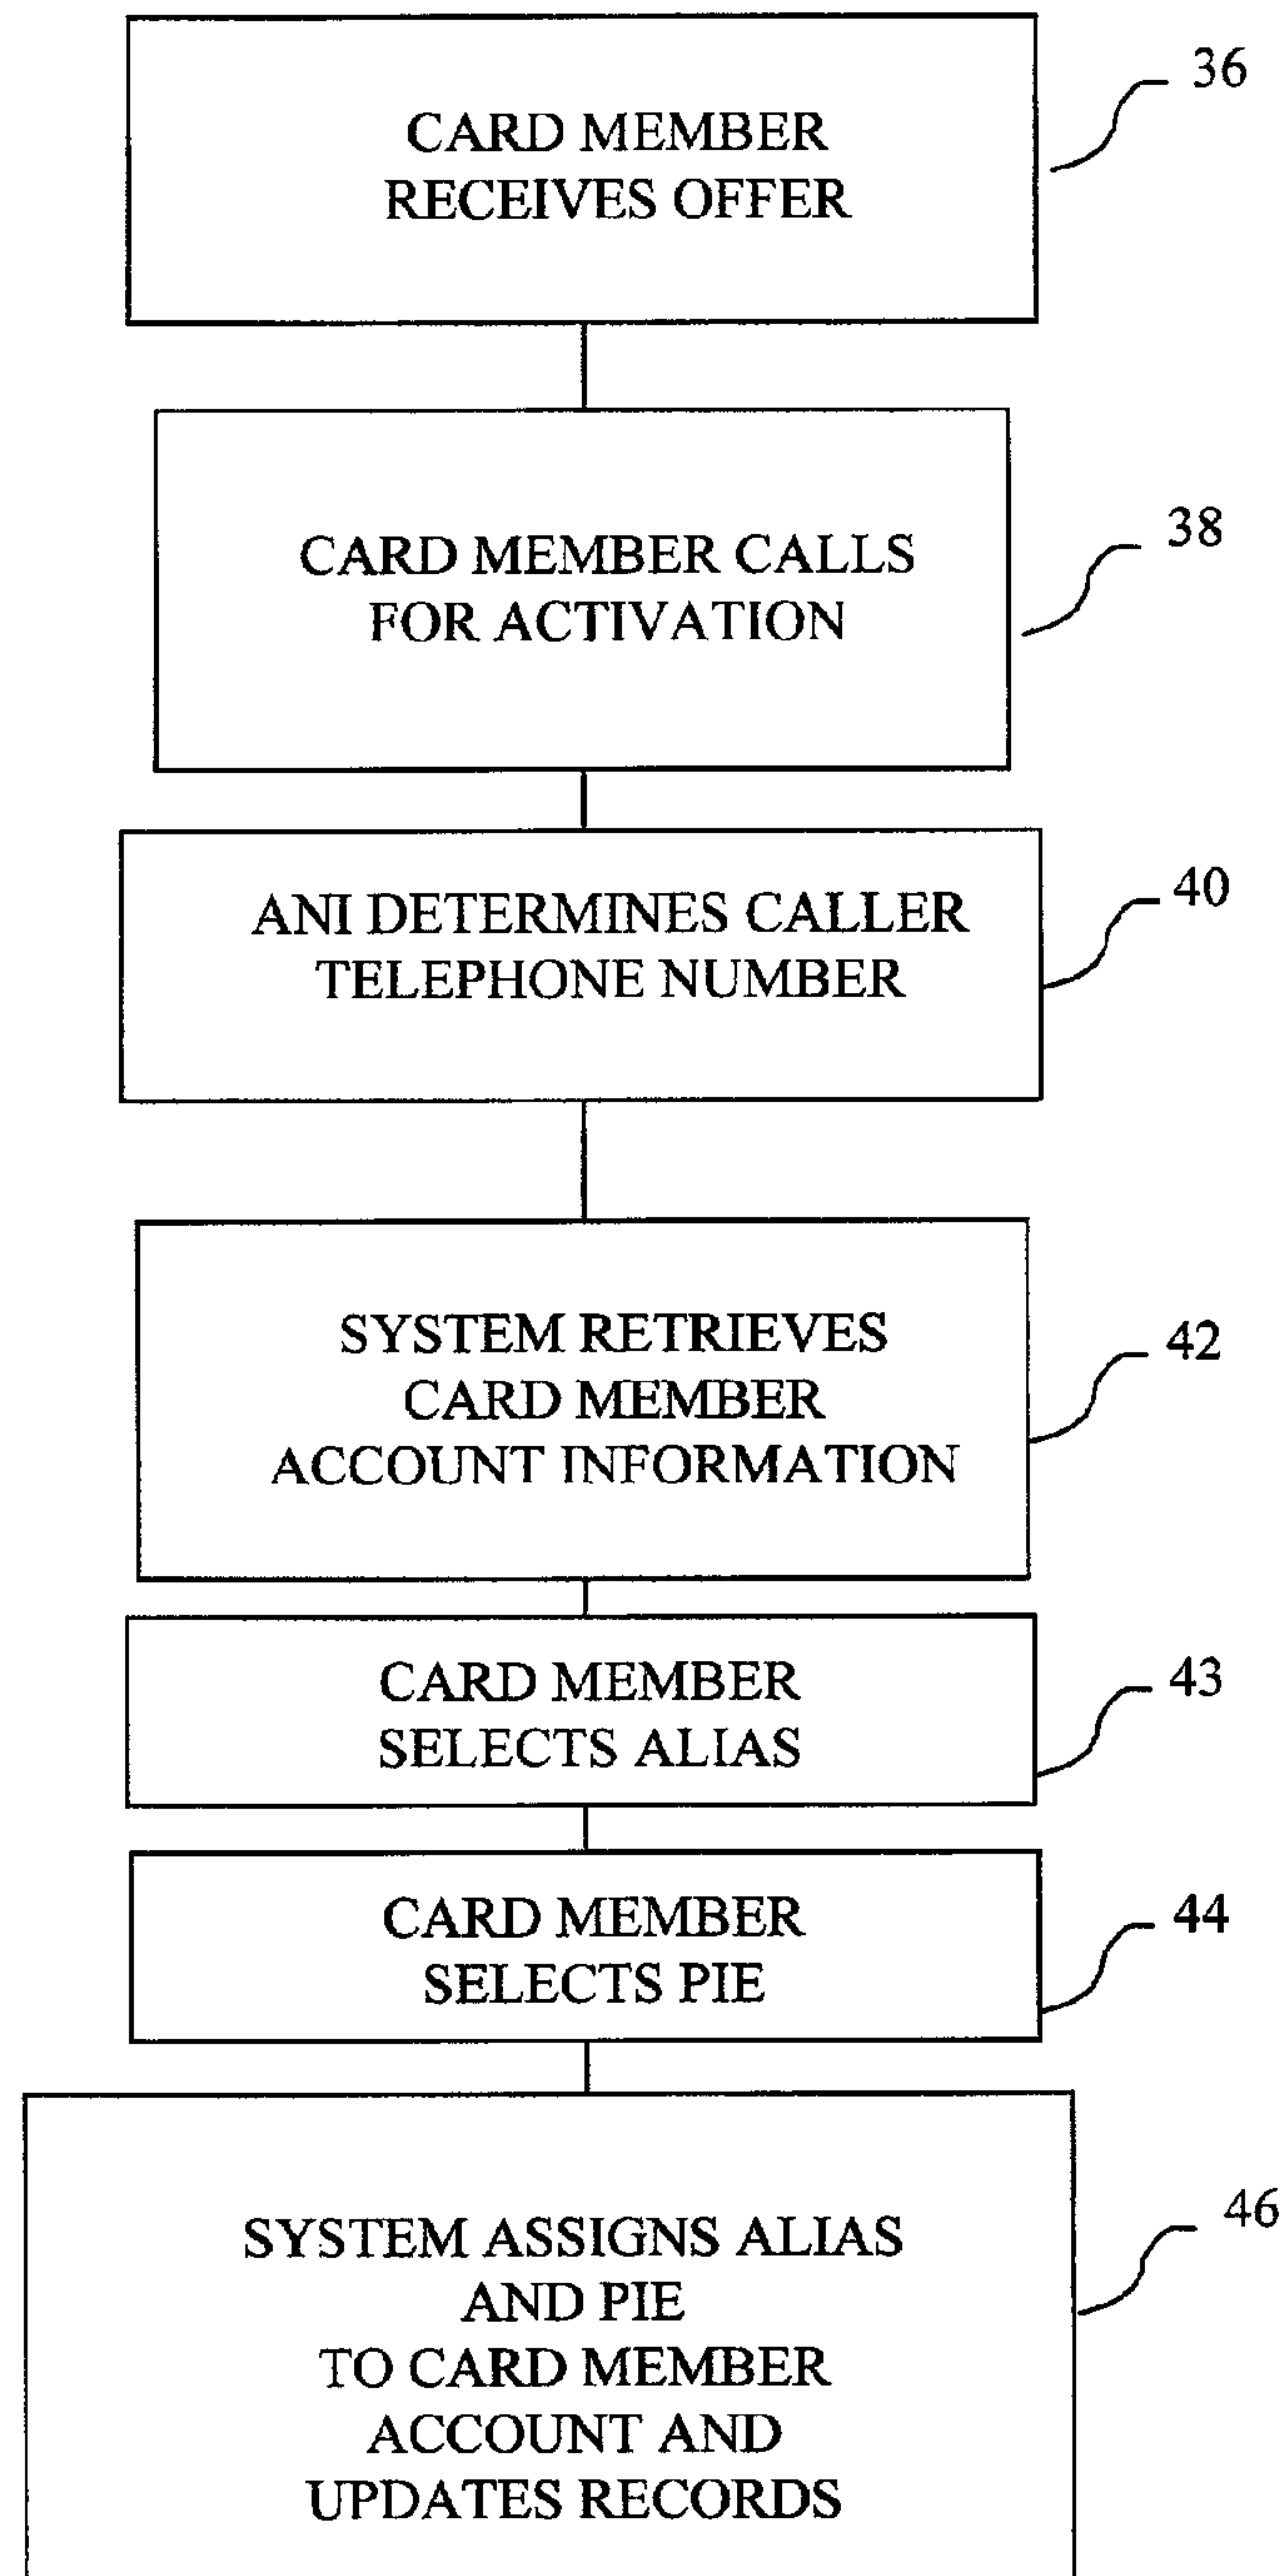 CARD MEMBER
RECEIVES OFFER
36
CARD MEMBER CALLS
FOR ACTIVATION
38
ANI DETERMINES CALLER
TELEPHONE NUMBER
40
SYSTEM RETRIEVES
CARD MEMBER
ACCOUNT INFORMATION
42
CARD MEMBER
SELECTS ALIAS
43
CARD MEMBER
SELECTS PIE
44
SYSTEM ASSIGNS ALIAS
AND PIE
TO CARD MEMBER
ACCOUNT AND
UPDATES RECORDS
46